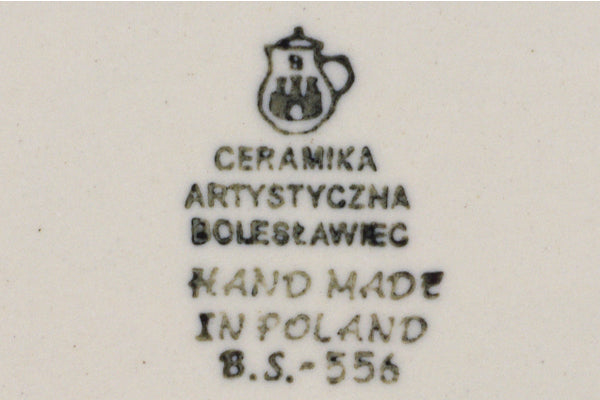 B
CERAMIKA
ARTYSTYCZNA
BOLESŁAWIEC
HAND MADE
IN POLAND
B.S.-556